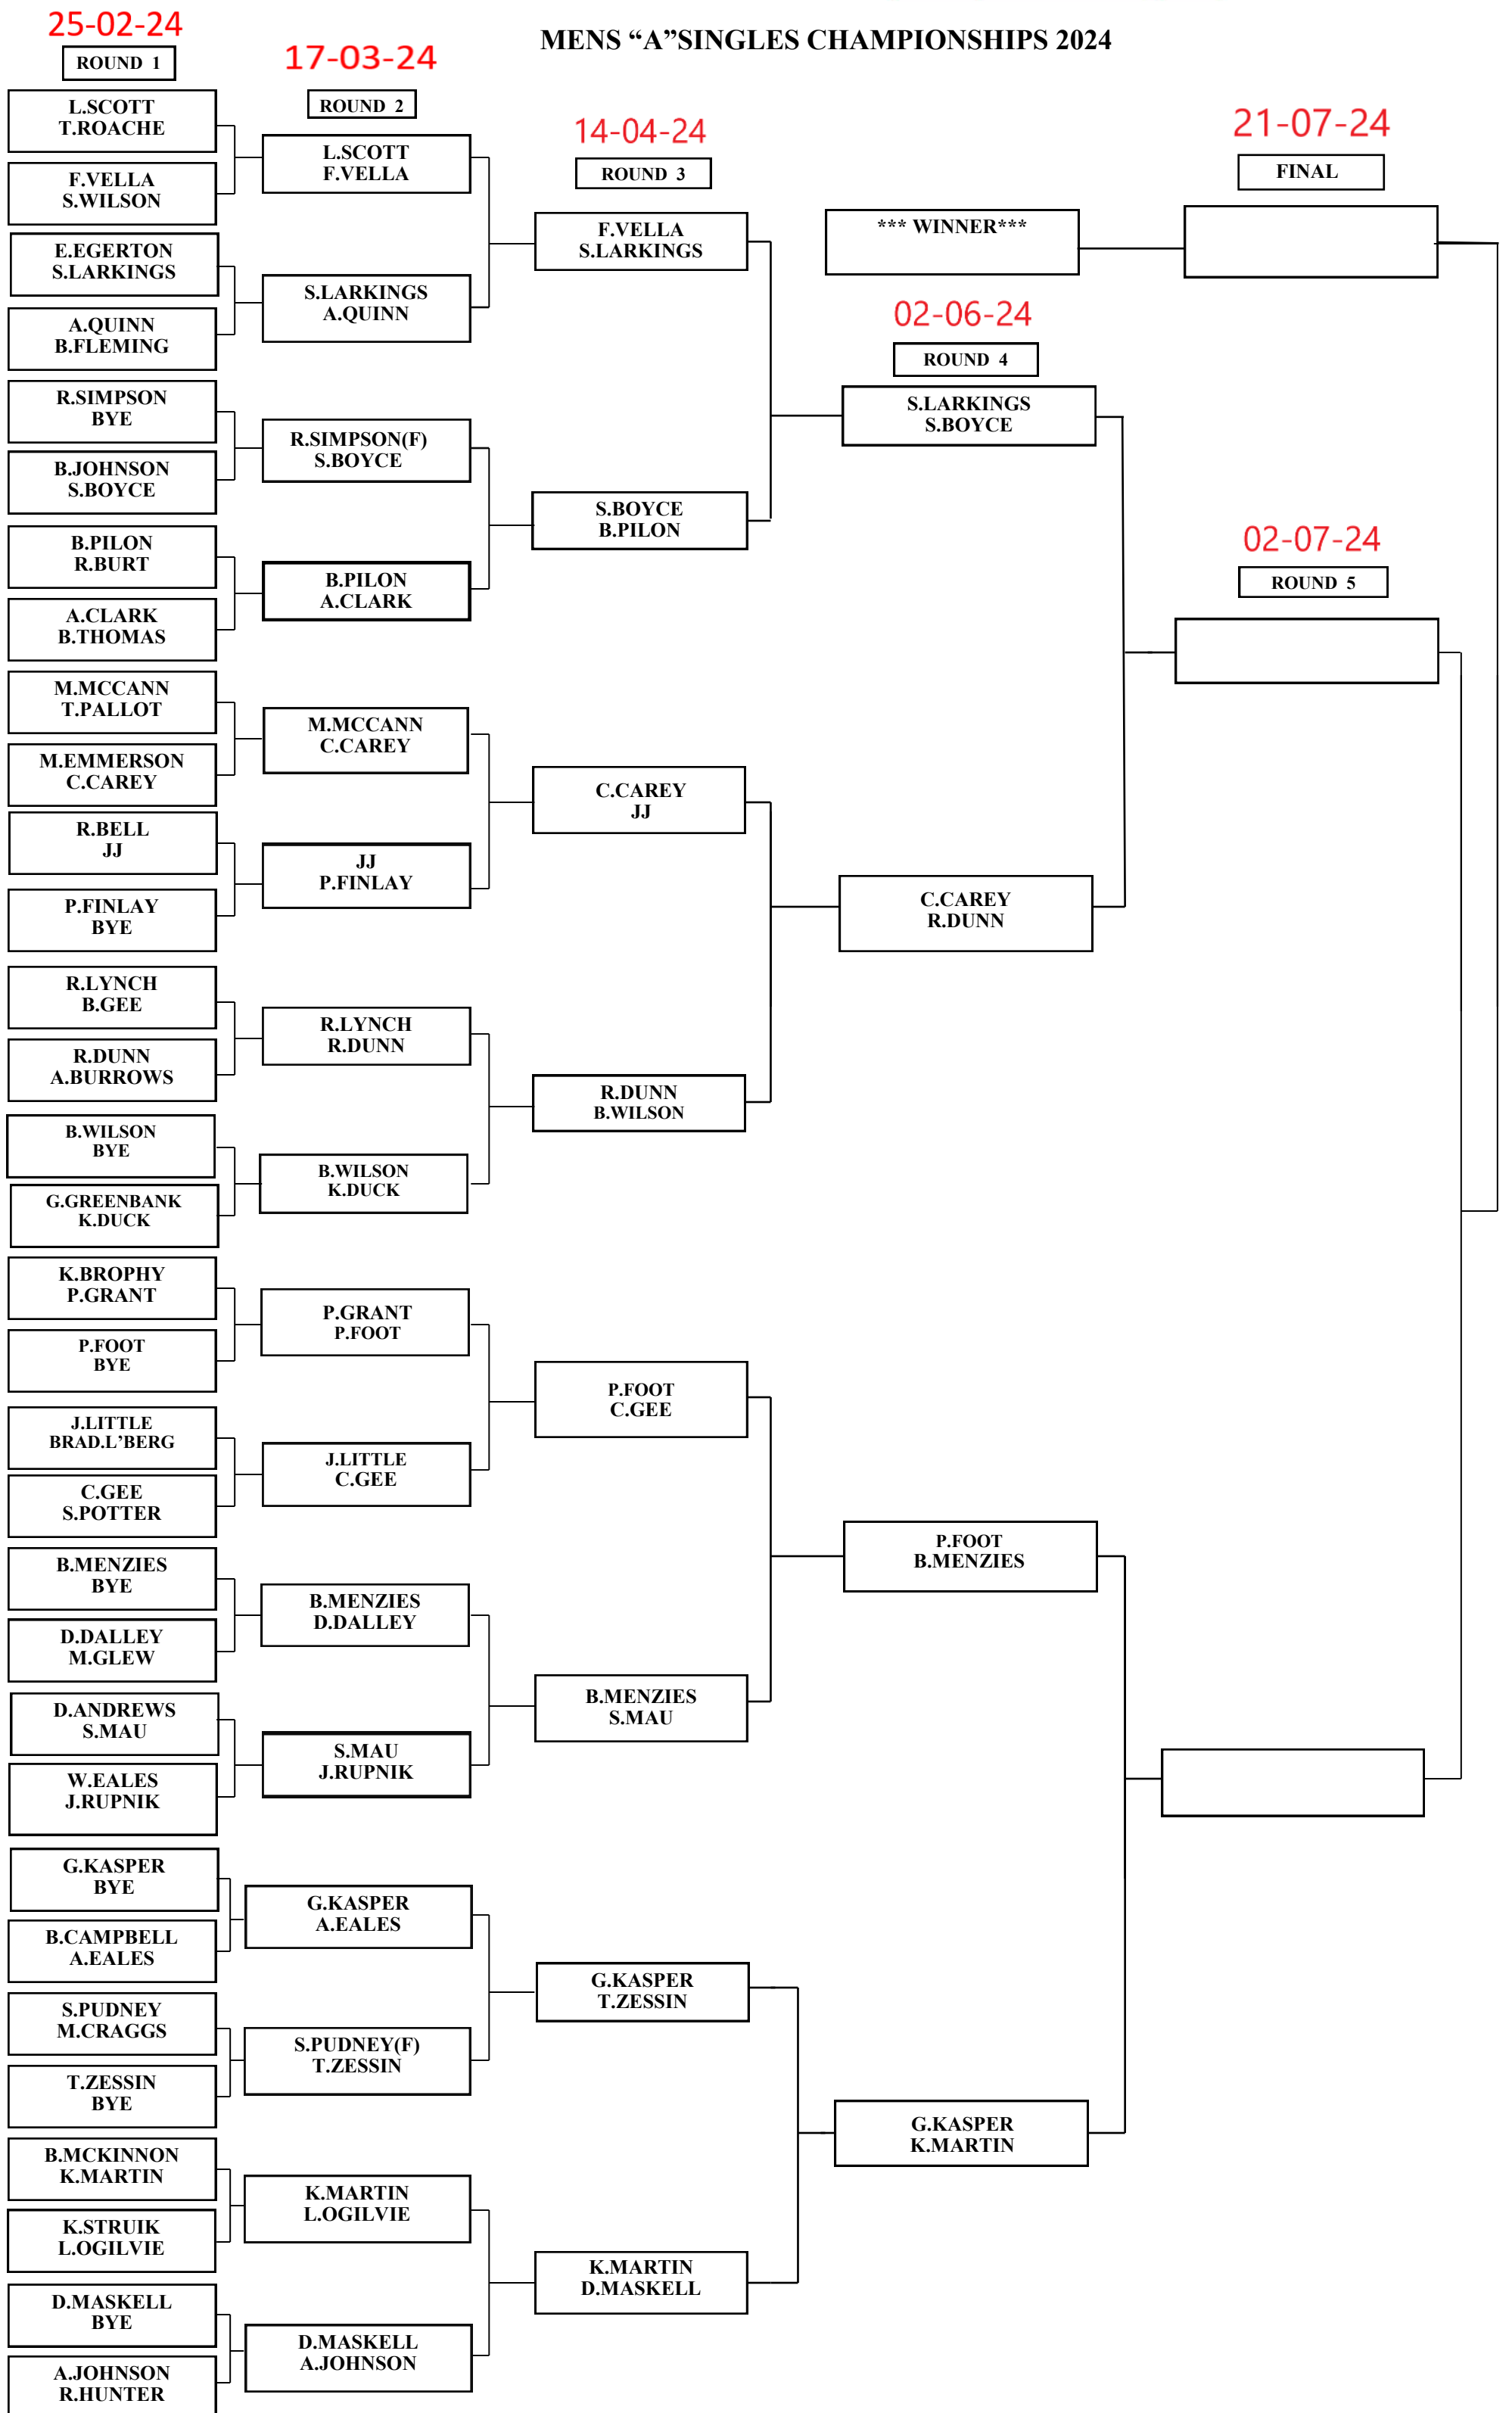 MENS “A”SINGLES CHAMPIONSHIPS 2024
25-02-24
ROUND 1
L.SCOTT
T.ROACHE
F.VELLA
S.WILSON
E.EGERTON
S.LARKINGS
A.QUINN
B.FLEMING
R.SIMPSON
BYE
B.JOHNSON
S.BOYCE
B.PILON
R.BURT
A.CLARK
B.THOMAS
M.MCCANN
T.PALLOT
M.EMMERSON
C.CAREY
R.BELL
JJ
P.FINLAY
BYE
R.LYNCH
B.GEE
R.DUNN
A.BURROWS
B.WILSON
BYE
G.GREENBANK
K.DUCK
K.BROPHY
P.GRANT
P.FOOT
BYE
J.LITTLE
BRAD.L’BERG
C.GEE
S.POTTER
B.MENZIES
BYE
D.DALLEY
M.GLEW
D.ANDREWS
S.MAU
W.EALES
J.RUPNIK
G.KASPER
BYE
B.CAMPBELL
A.EALES
S.PUDNEY
M.CRAGGS
T.ZESSIN
BYE
B.MCKINNON
K.MARTIN
K.STRUIK
L.OGILVIE
D.MASKELL
BYE
A.JOHNSON
R.HUNTER
17-03-24
ROUND 2
L.SCOTT
F.VELLA
S.LARKINGS
A.QUINN
R.SIMPSON(F)
S.BOYCE
B.PILON
A.CLARK
M.MCCANN
C.CAREY
JJ
P.FINLAY
R.LYNCH
R.DUNN
B.WILSON
K.DUCK
P.GRANT
P.FOOT
J.LITTLE
C.GEE
B.MENZIES
D.DALLEY
S.MAU
J.RUPNIK
G.KASPER
A.EALES
S.PUDNEY(F)
T.ZESSIN
K.MARTIN
L.OGILVIE
D.MASKELL
A.JOHNSON
14-04-24
ROUND 3
F.VELLA
S.LARKINGS
S.BOYCE
B.PILON
C.CAREY
JJ
R.DUNN
B.WILSON
P.FOOT
C.GEE
B.MENZIES
S.MAU
G.KASPER
T.ZESSIN
K.MARTIN
D.MASKELL
*** WINNER***
02-06-24
ROUND 4
S.LARKINGS
S.BOYCE
C.CAREY
R.DUNN
P.FOOT
B.MENZIES
G.KASPER
K.MARTIN
21-07-24
FINAL
02-07-24
ROUND 5